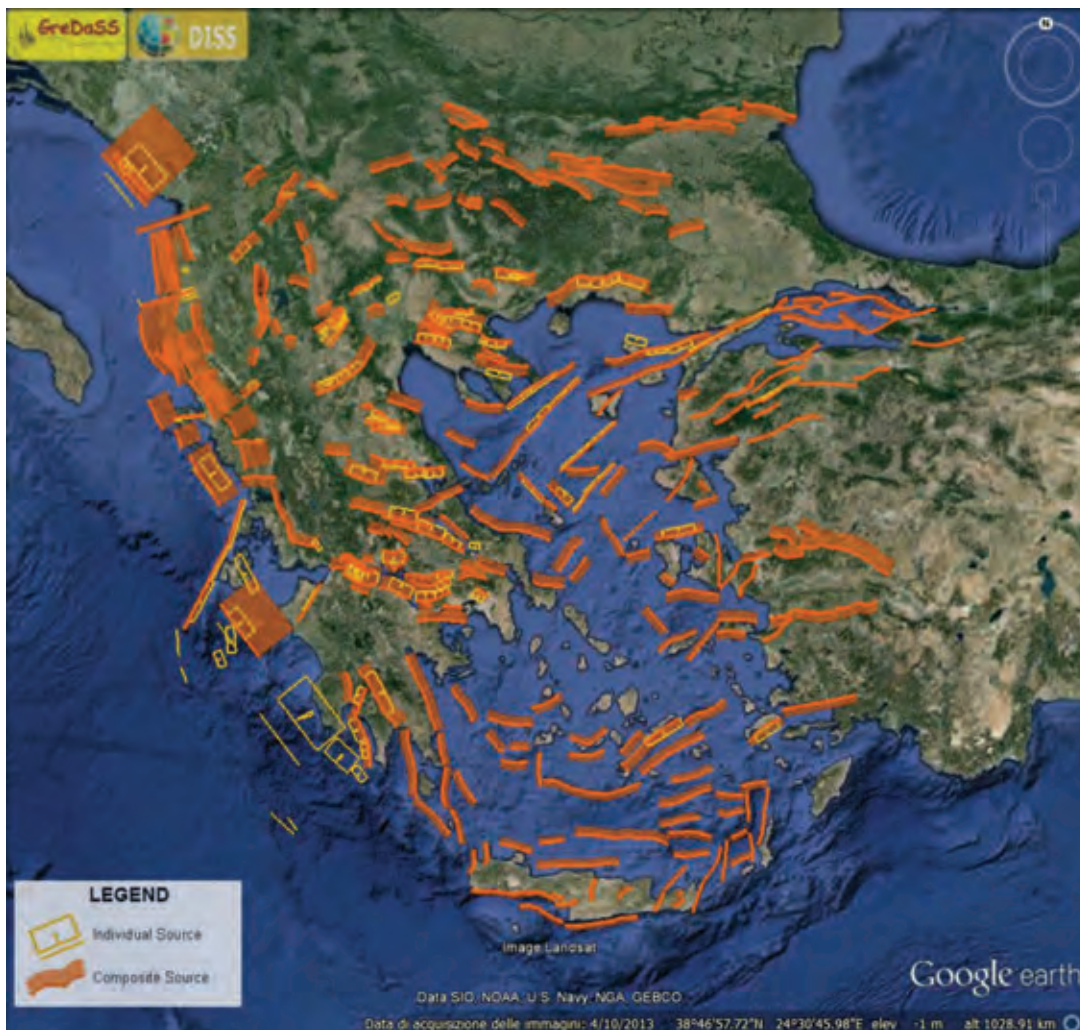 GreDaSS
DISS
N
LEGEND
Individual Source
Composite Source
Image Landsat
Google earth
Data SIO, NOAA, U.S. Navy, NGA, GEBCO
Data di acquisizione delle immagini: 4/10/2013 38°46'57.72"N 24°30'45.98"E elev -1 m alt 1028.91 km